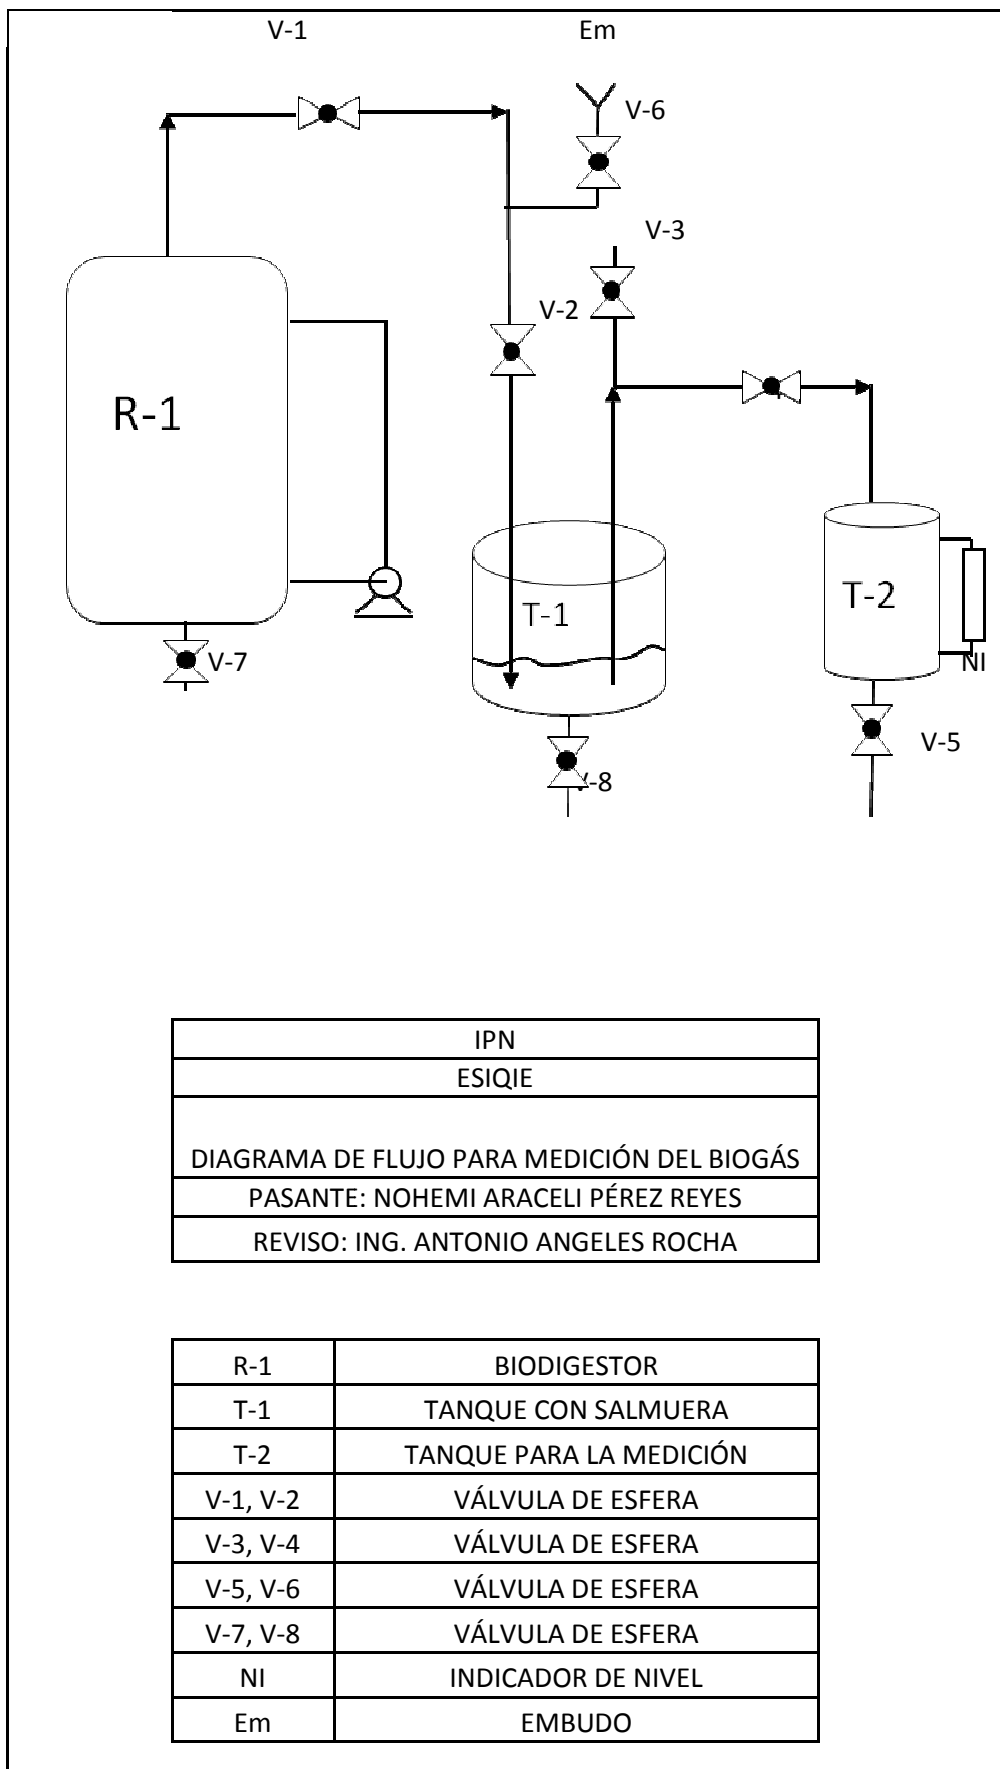 V-1 Em
V-6
V-3
V-2
R-1
T-1
T-2
V-7
NI
V-5
V-8
IPN
ESIQIE
DIAGRAMA DE FLUJO PARA MEDICIÓN DEL BIOGÁS
PASANTE: NOHEMI ARACELI PÉREZ REYES
REVISO: ING. ANTONIO ANGELES ROCHA
R-1 BIODIGESTOR
T-1 TANQUE CON SALMUERA
T-2 TANQUE PARA LA MEDICIÓN
V-1, V-2 VÁLVULA DE ESFERA
V-3, V-4 VÁLVULA DE ESFERA
V-5, V-6 VÁLVULA DE ESFERA
V-7, V-8 VÁLVULA DE ESFERA
NI INDICADOR DE NIVEL
Em EMBUDO